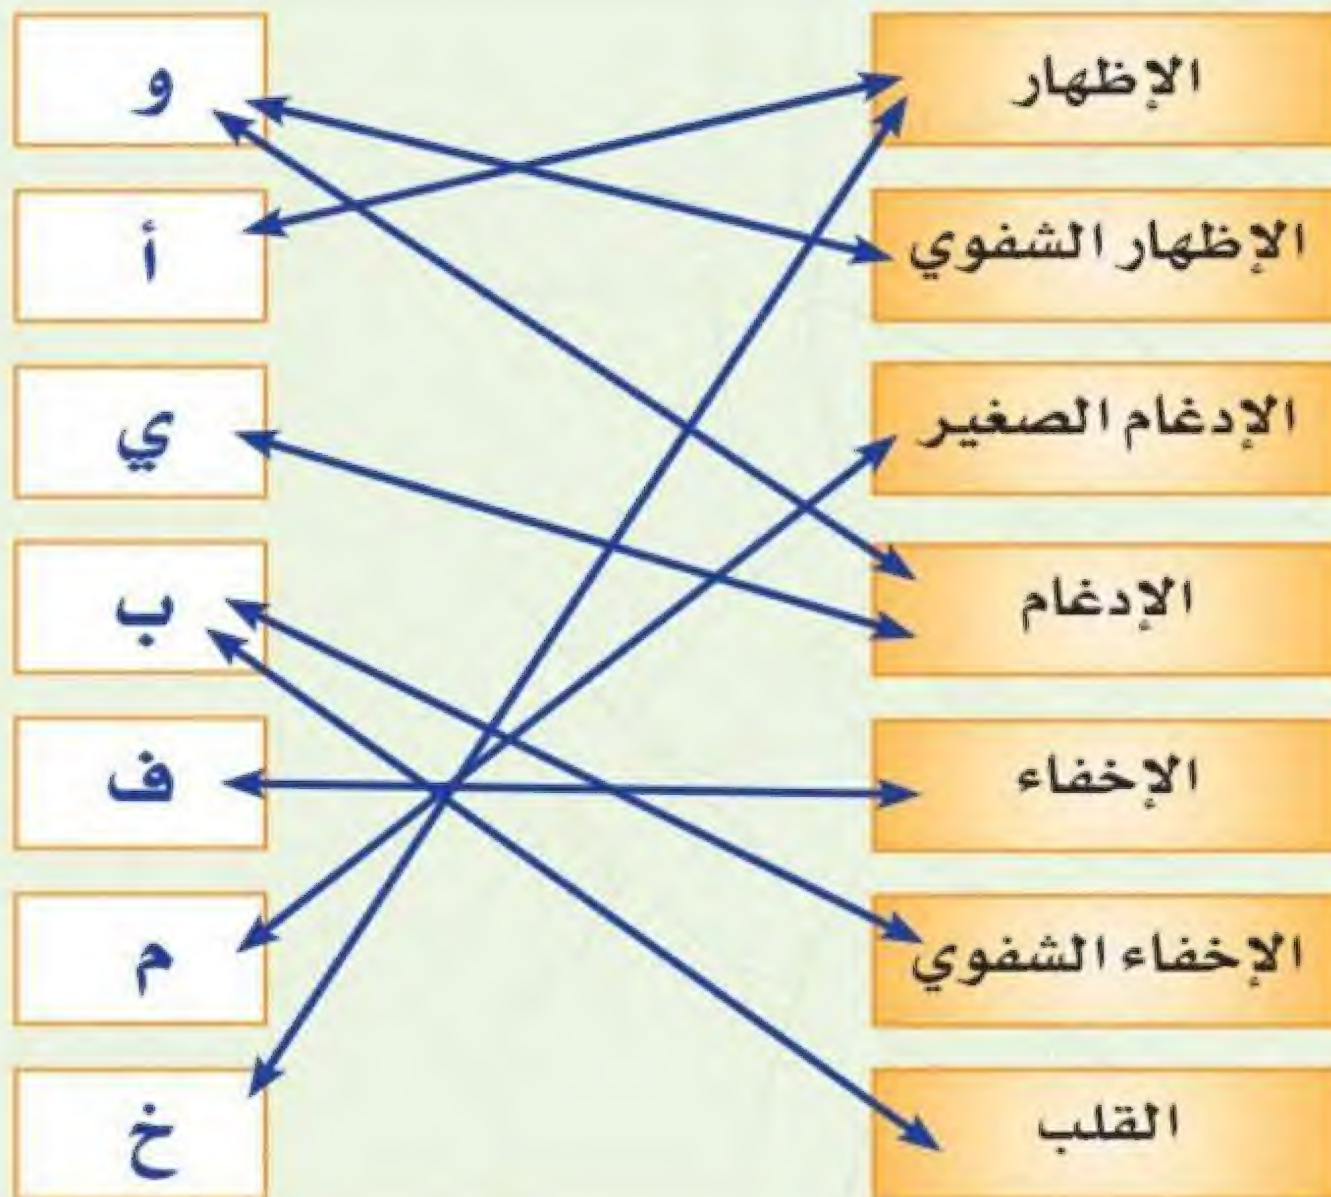 الإظهار
و
الإظهار الشفوي
أ
الإدغام الصغير
ي
الإدغام
ب
الإخفاء
ف
الإخفاء الشفوي
م
القلب
خ